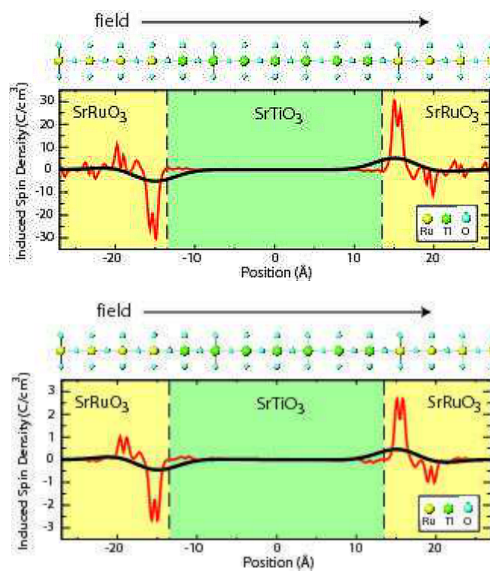 field
SrRuO3
SrTiO3
SrRuO3
Induced Spin Density (C/cm3)
30
20
10
0
-10
-20
-30
Ru Ti O
-20 -10 0 10 20
Position (Å)
field
SrRuO3
SrTiO3
SrRuO3
Induced Spin Density (C/cm3)
3
2
1
0
-1
-2
-3
Ru Ti O
-20 -10 0 10 20
Position (Å)